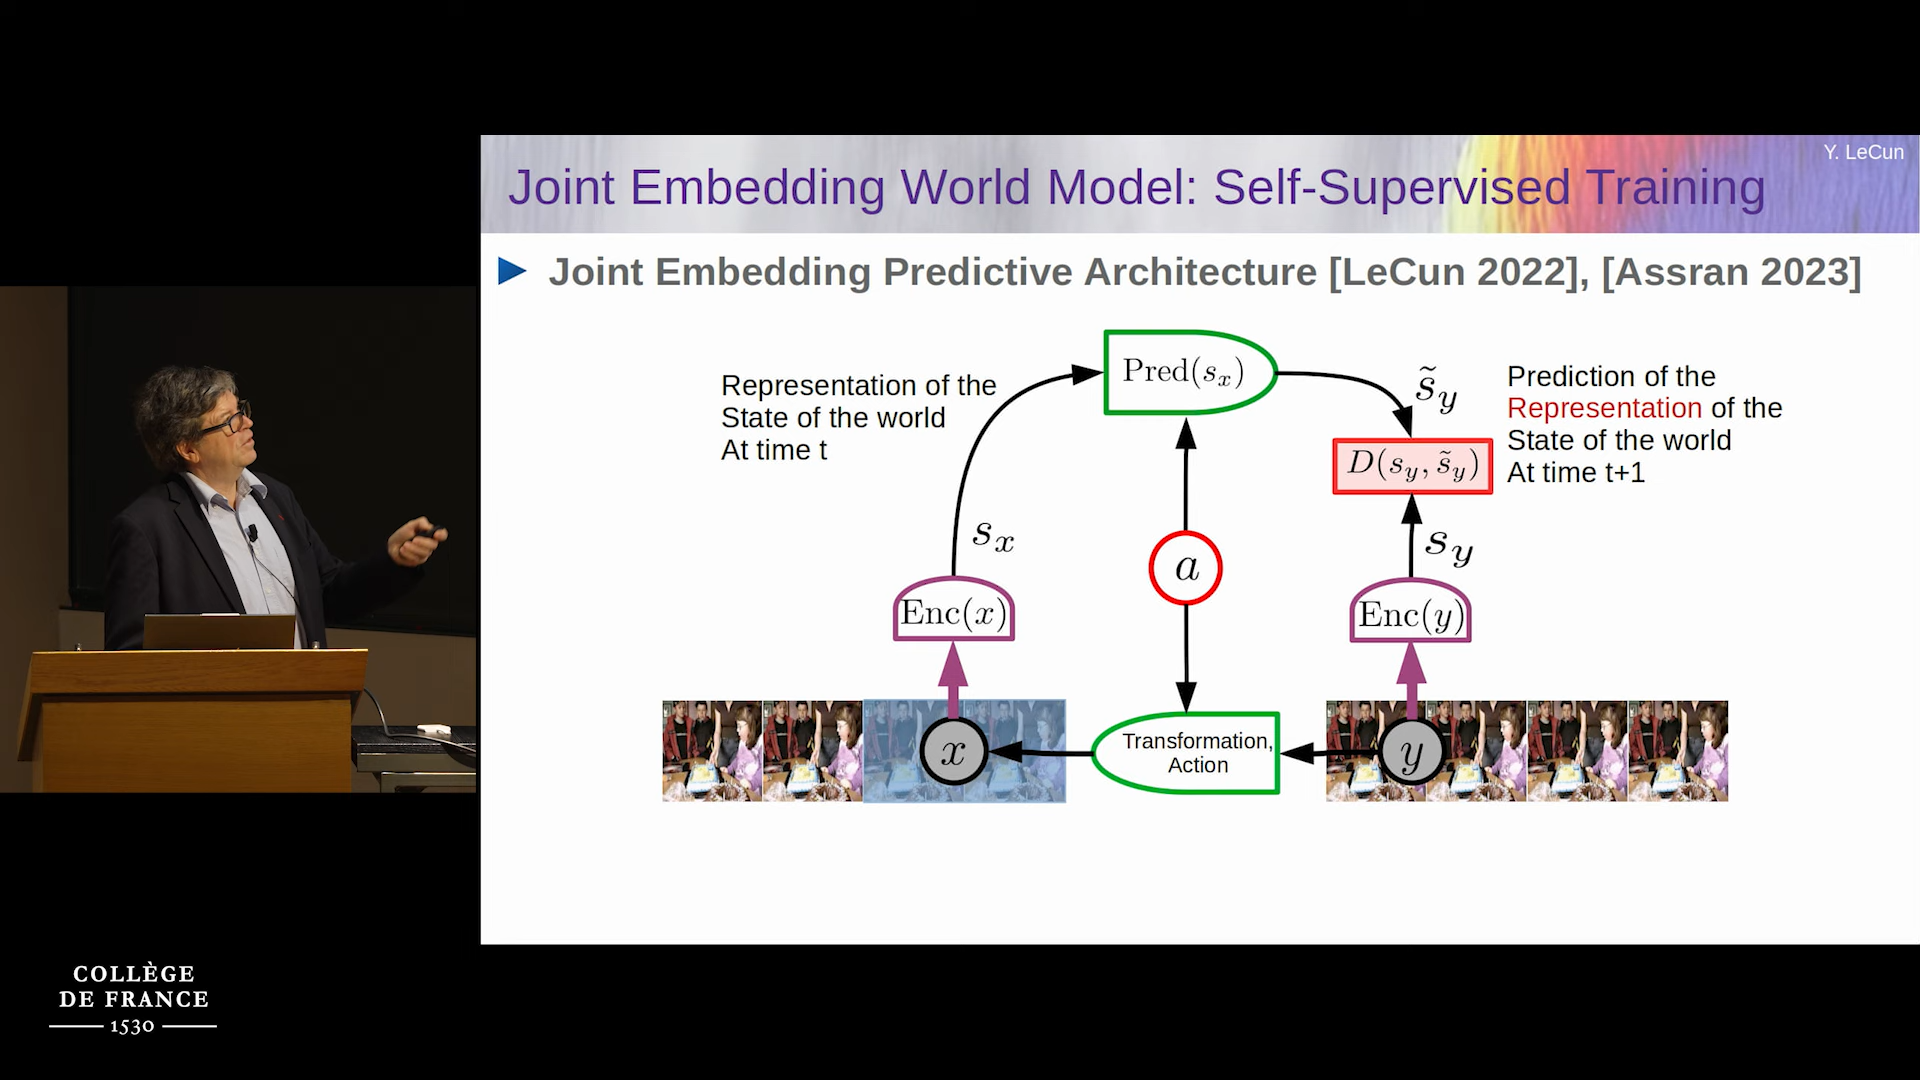 Y. LeCun
Joint Embedding World Model: Self-Supervised Training
Joint Embedding Predictive Architecture [LeCun 2022], [Assran 2023]
Representation of the
State of the world
At time t
Pred(sₓ)
s̃_y
Prediction of the
Representation of the
State of the world
At time t+1
D(s_y, s̃_y)
sₓ
a
s_y
Enc(x)
Enc(y)
x
Transformation,
Action
y
COLLÈGE
DE FRANCE
1530